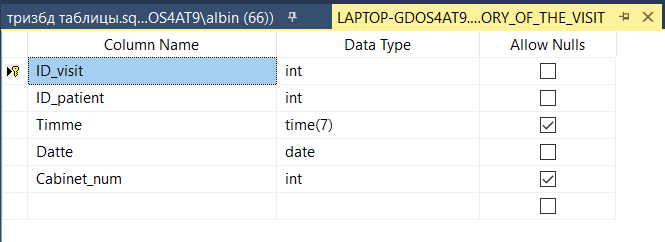 тризбд таблицы.sq...OS4AT9\albin (66)) LAPTOP-GDOS4AT9....ORY_OF_THE_VISIT
Column Name Data Type Allow Nulls
ID_visit int
ID_patient int
Timme time(7)
Datte date
Cabinet_num int